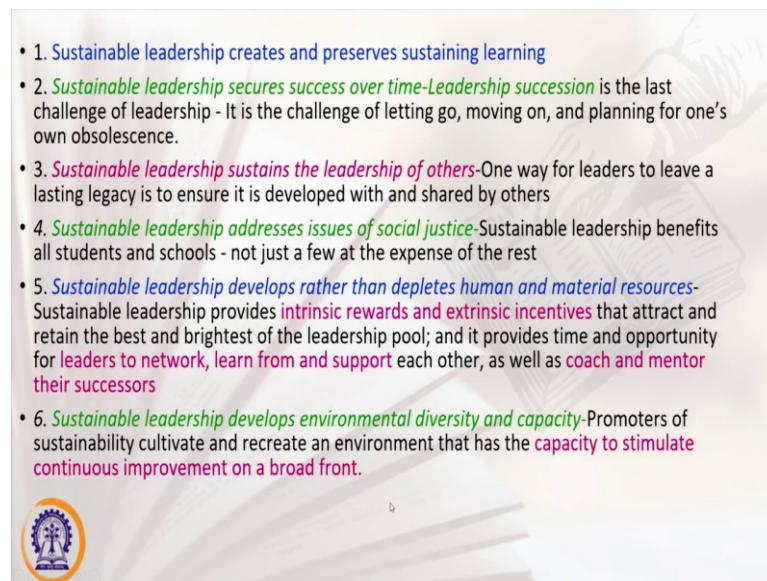 • 1. Sustainable leadership creates and preserves sustaining learning
• 2. Sustainable leadership secures success over time-Leadership succession is the last
challenge of leadership - It is the challenge of letting go, moving on, and planning for one's
own obsolescence.
• 3. Sustainable leadership sustains the leadership of others-One way for leaders to leave a
lasting legacy is to ensure it is developed with and shared by others
• 4. Sustainable leadership addresses issues of social justice-Sustainable leadership benefits
all students and schools - not just a few at the expense of the rest
• 5. Sustainable leadership develops rather than depletes human and material resources-
Sustainable leadership provides intrinsic rewards and extrinsic incentives that attract and
retain the best and brightest of the leadership pool; and it provides time and opportunity
for leaders to network, learn from and support each other, as well as coach and mentor
their successors
• 6. Sustainable leadership develops environmental diversity and capacity-Promoters of
sustainability cultivate and recreate an environment that has the capacity to stimulate
continuous improvement on a broad front.